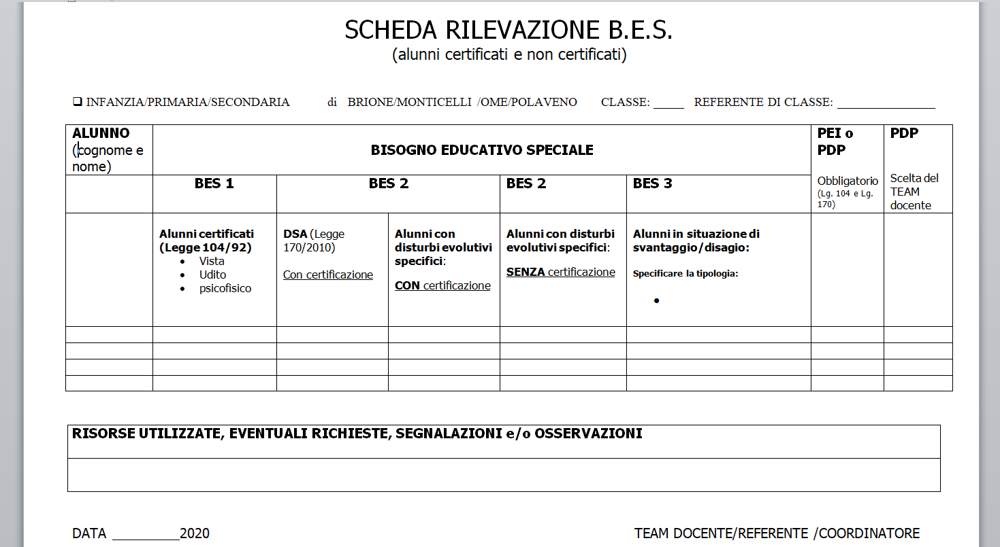 SCHEDA RILEVAZIONE B.E.S.
(alunni certificati e non certificati)
❑ INFANZIA/PRIMARIA/SECONDARIA di BRIONE/MONTICELLI /OME/POLAVENO CLASSE: _____ REFERENTE DI CLASSE: ________________
ALUNNO
(cognome e
nome)
BISOGNO EDUCATIVO SPECIALE
PEI o
PDP
Obbligatorio
(Lg. 104 e Lg.
170)
PDP
Scelta del
TEAM
docente
BES 1
BES 2
BES 2
BES 3
Alunni certificati
(Legge 104/92)
• Vista
• Udito
• psicofisico
DSA (Legge
170/2010)
Con certificazione
Alunni con
disturbi evolutivi
specifici:
CON certificazione
Alunni con disturbi
evolutivi specifici:
SENZA certificazione
Alunni in situazione di
svantaggio/disagio:
Specificare la tipologia:
•
RISORSE UTILIZZATE, EVENTUALI RICHIESTE, SEGNALAZIONI e/o OSSERVAZIONI
DATA __________2020
TEAM DOCENTE/REFERENTE /COORDINATORE